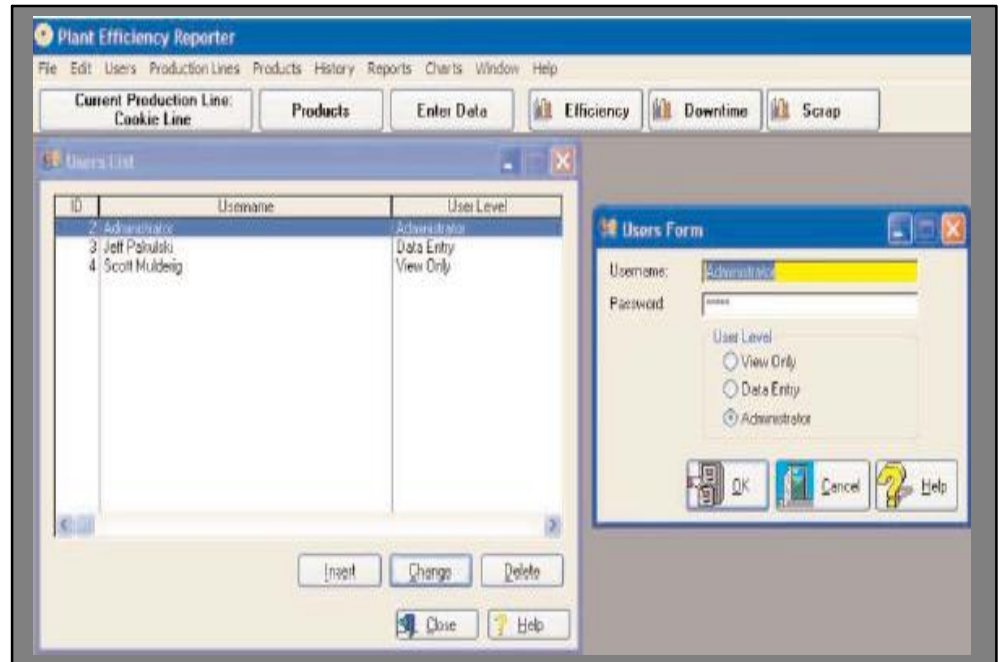 Plant Efficiency Reporter
File Edit Users Production Lines Products History Reports Charts Window Help
Current Production Line:
Cookie Line
Products
Enter Data
Efficiency
Downtime
Scrap
Users List
ID Username User Level
2 Administrator Administrator
3 Jeff Pakulski Data Entry
4 Scott Mulderig View Only
Insert Change Delete
Close Help
Users Form
Username: Administrator
Password: *****
User Level
View Only
Data Entry
Administrator
OK Cancel Help